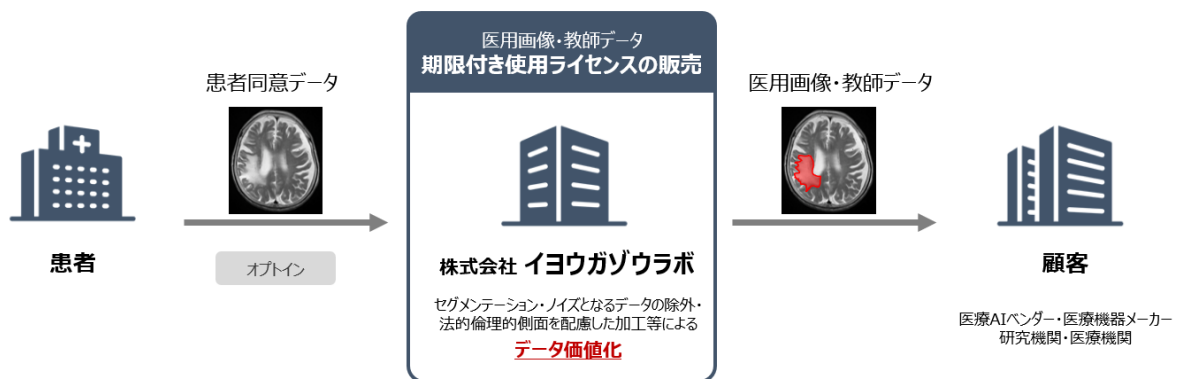 患者同意データ
オプトイン
患者
医用画像・教師データ
期限付き使用ライセンスの販売
株式会社 イヨウガゾウラボ
セグメンテーション・ノイズとなるデータの除外・
法的倫理的側面を配慮した加工等による
データ価値化
医用画像・教師データ
顧客
医療AIベンダー・医療機器メーカー
研究機関・医療機関